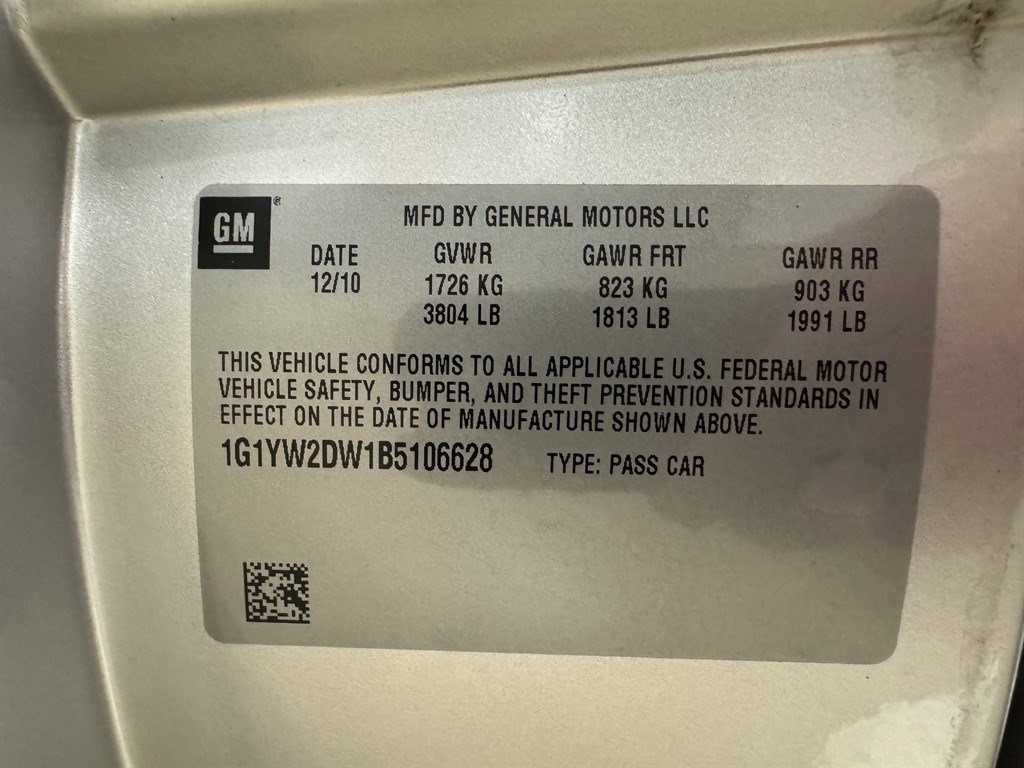 GM®
MFD BY GENERAL MOTORS LLC
DATE GVWR GAWR FRT GAWR RR
12/10 1726 KG 823 KG 903 KG
3804 LB 1813 LB 1991 LB
THIS VEHICLE CONFORMS TO ALL APPLICABLE U.S. FEDERAL MOTOR
VEHICLE SAFETY, BUMPER, AND THEFT PREVENTION STANDARDS IN
EFFECT ON THE DATE OF MANUFACTURE SHOWN ABOVE.
1G1YW2DW1B5106628 TYPE: PASS CAR